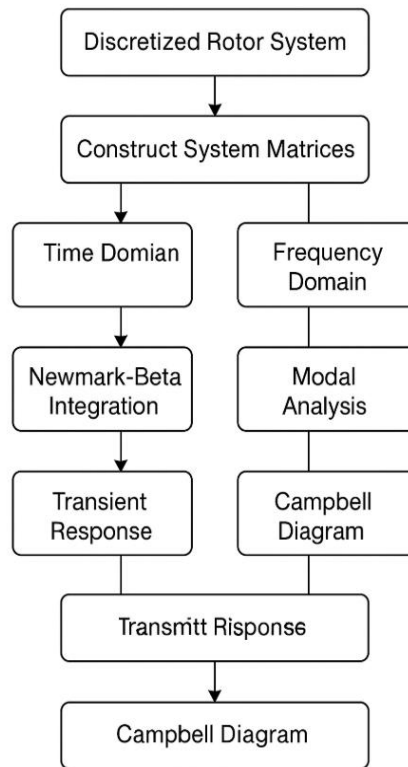 Discretized Rotor System
Construct System Matrices
Time Domian
Frequency
Domain
Newmark-Beta
Integration
Modal
Analysis
Transient
Response
Campbell
Diagram
Transmitt Risponse
Campbell Diagram